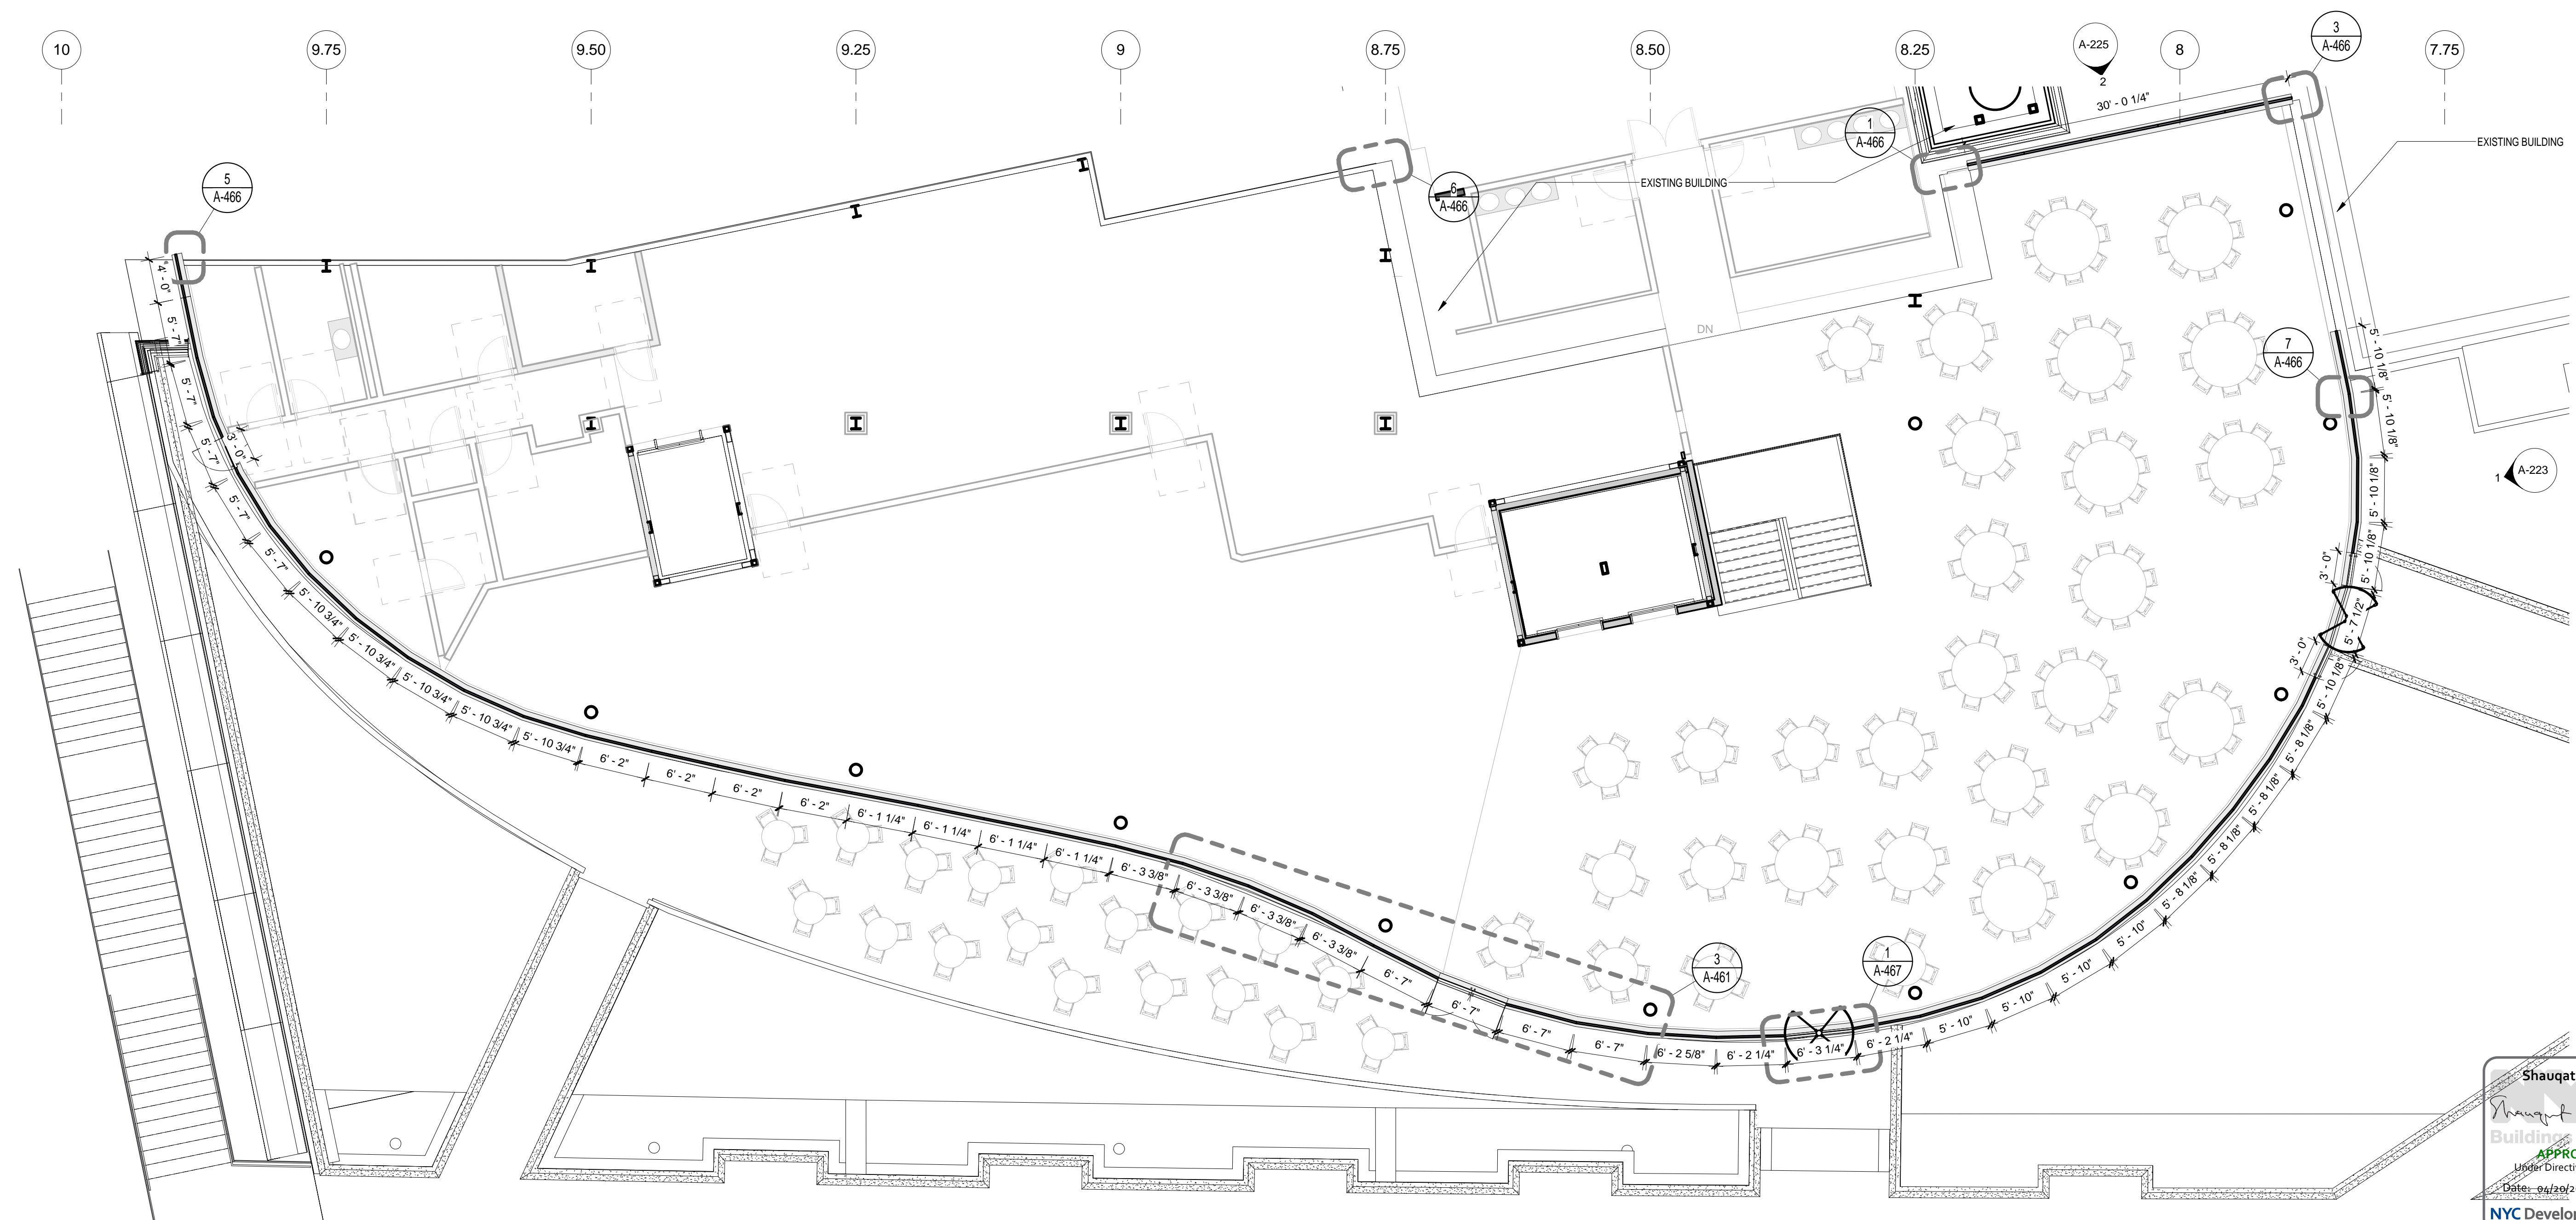 10
9.75
9.50
9.25
9
8.75
8.50
8.25
A-225
2
8
3
A-466
7.75
30' - 0 1/4"
1
A-466
EXISTING BUILDING
5
A-466
6
A-466
EXISTING BUILDING
DN
7
A-466
1
A-223
4' - 0"
5' - 7"
5' - 7"
5' - 7"
3' - 0"
5' - 7"
5' - 7"
5' - 10 3/4"
5' - 10 3/4"
5' - 10 3/4"
5' - 10 3/4"
5' - 10 3/4"
6' - 2"
6' - 2"
6' - 2"
6' - 2"
6' - 1 1/4"
6' - 1 1/4"
6' - 1 1/4"
6' - 1 1/4"
6' - 3 3/8"
6' - 3 3/8"
6' - 3 3/8"
6' - 3 3/8"
6' - 7"
6' - 7"
6' - 7"
6' - 7"
3
A-461
6' - 2 5/8"
6' - 2 1/4"
6' - 3 1/4"
6' - 2 1/4"
1
A-467
5' - 10"
5' - 10"
5' - 10"
5' - 10"
5' - 8 1/8"
5' - 8 1/8"
5' - 8 1/8"
5' - 8 1/8"
5' - 10 1/8"
3' - 0"
5' - 7 1/2"
3' - 0"
5' - 10 1/8"
5' - 10 1/8"
5' - 10 1/8"
5' - 10 1/8"
Shauqat
Buildings
APPRO
Under Directi
Date: 04/20/2
NYC Develop